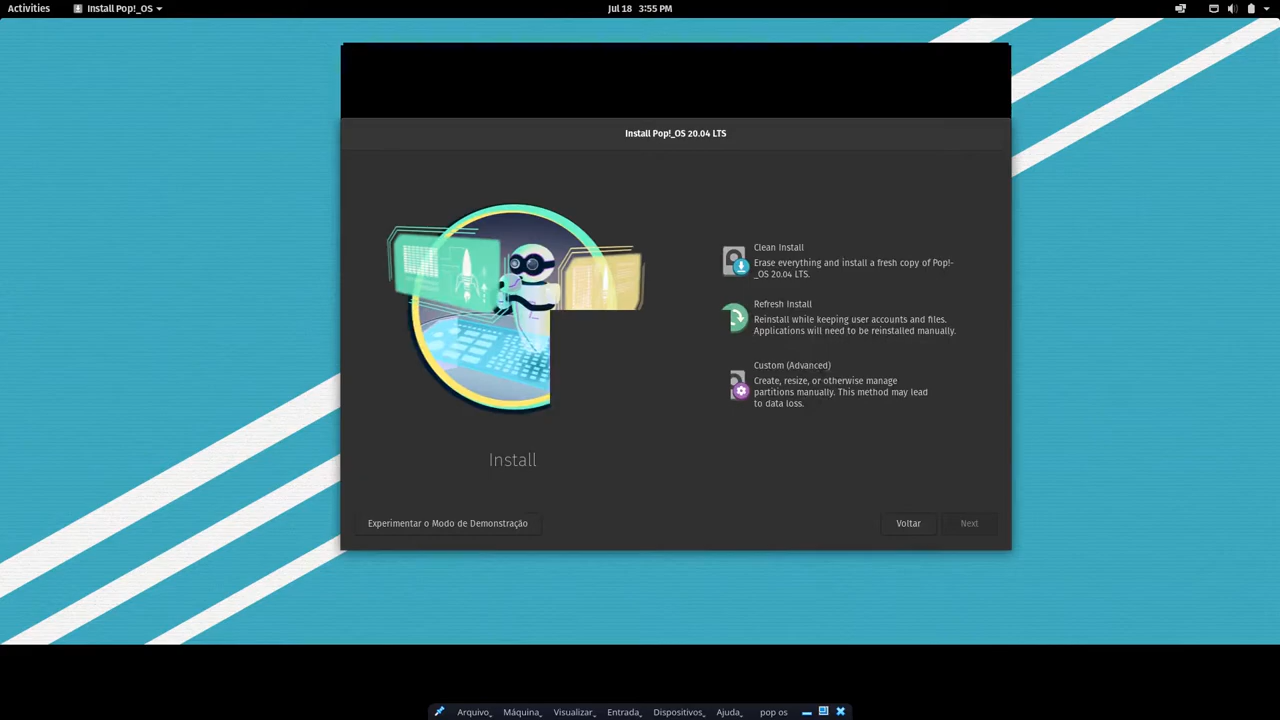 Activities
Install Pop!_OS
Jul 18 3:55 PM
Install Pop!_OS 20.04 LTS
Clean Install
Erase everything and install a fresh copy of Pop!-
_OS 20.04 LTS.
Refresh Install
Reinstall while keeping user accounts and files.
Applications will need to be reinstalled manually.
Custom (Advanced)
Create, resize, or otherwise manage
partitions manually. This method may lead
to data loss.
Install
Experimentar o Modo de Demonstração
Voltar
Next
Arquivo
Máquina
Visualizar
Entrada
Dispositivos
Ajuda
pop os